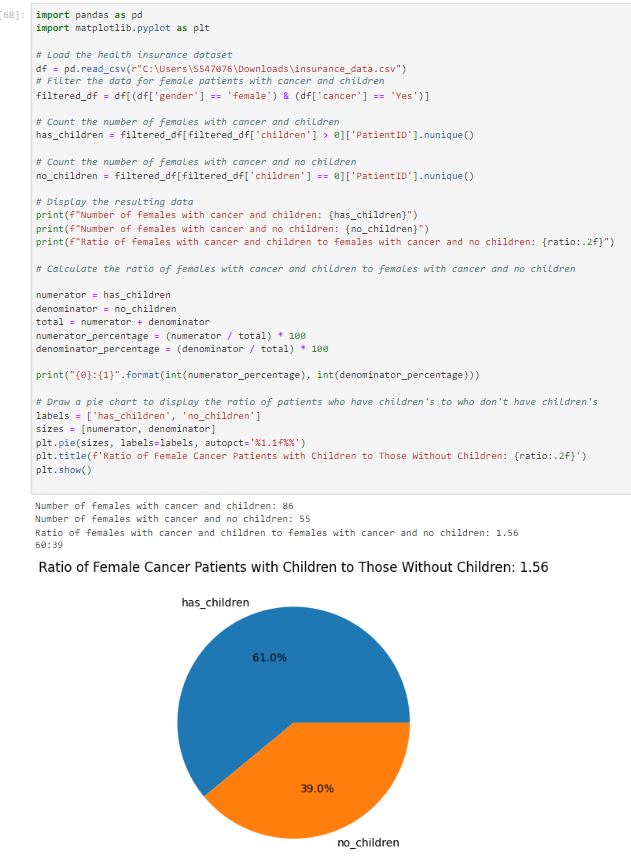 [68]:
import pandas as pd
import matplotlib.pyplot as plt
# Load the health insurance dataset
df = pd.read_csv(r"C:\Users\S547076\Downloads\insurance_data.csv")
# Filter the data for female patients with cancer and children
filtered_df = df[(df['gender'] == 'female') & (df['cancer'] == 'Yes')]
# Count the number of females with cancer and children
has_children = filtered_df[filtered_df['children'] > 0]['PatientID'].nunique()
# Count the number of females with cancer and no children
no_children = filtered_df[filtered_df['children'] == 0]['PatientID'].nunique()
# Display the resulting data
print(f"Number of females with cancer and children: {has_children}")
print(f"Number of females with cancer and no children: {no_children}")
print(f"Ratio of females with cancer and children to females with cancer and no children: {ratio:.2f}")
# Calculate the ratio of females with cancer and children to females with cancer and no children
numerator = has_children
denominator = no_children
total = numerator + denominator
numerator_percentage = (numerator / total) * 100
denominator_percentage = (denominator / total) * 100
print("{0}:{1}".format(int(numerator_percentage), int(denominator_percentage)))
# Draw a pie chart to display the ratio of patients who have children's to who don't have children's
labels = ['has_children', 'no_children']
sizes = [numerator, denominator]
plt.pie(sizes, labels=labels, autopct='%1.1f%%')
plt.title(f'Ratio of Female Cancer Patients with Children to Those Without Children: {ratio:.2f}')
plt.show()
Number of females with cancer and children: 86
Number of females with cancer and no children: 55
Ratio of females with cancer and children to females with cancer and no children: 1.56
60:39
Ratio of Female Cancer Patients with Children to Those Without Children: 1.56
has_children
61.0%
39.0%
no_children